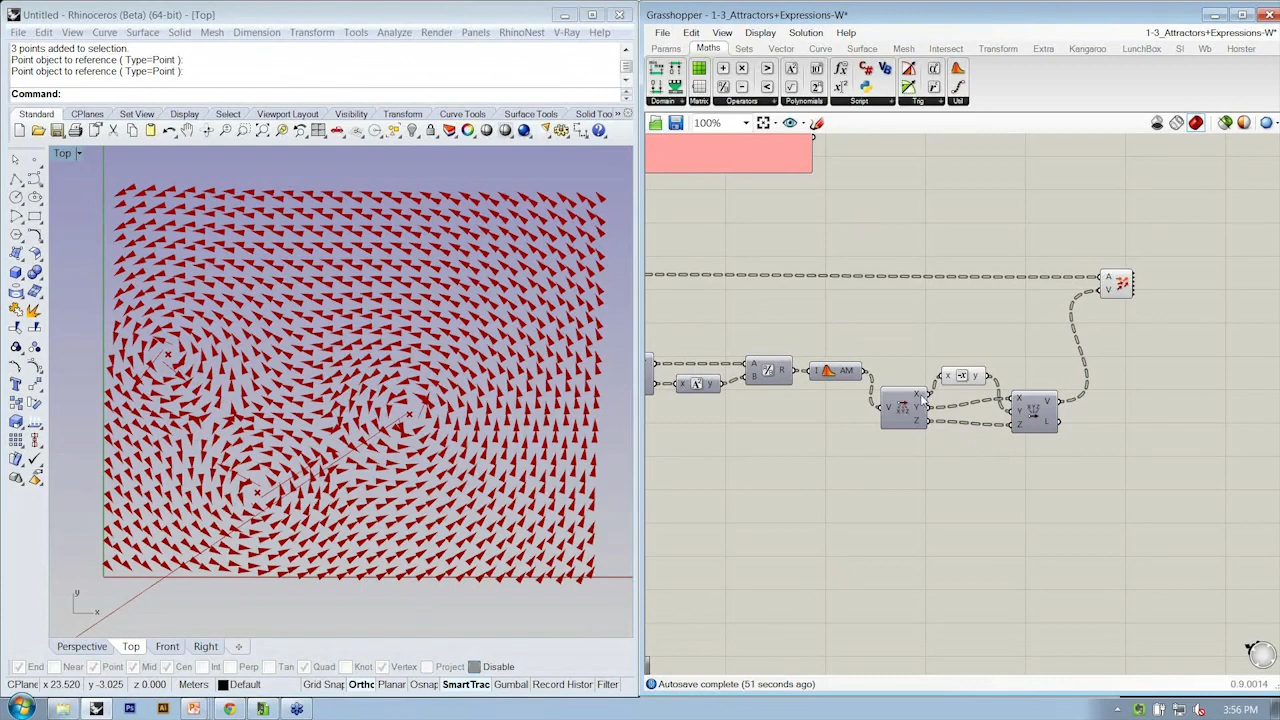 Untitled - Rhinoceros (Beta) (64-bit) - [Top]
File Edit View Curve Surface Solid Mesh Dimension Transform Tools Analyze Render Panels RhinoNest V-Ray Help
3 points added to selection.
Point object to reference ( Type=Point ):
Point object to reference ( Type=Point ):
Command:
Standard CPlanes Set View Display Select Viewport Layout Visibility Transform Curve Tools Surface Tools Solid Too »
Top
y
x
Perspective Top Front Right
End Near Point Mid Cen Int Perp Tan Quad Knot Vertex Project Disable
CPlane x 23.520 y -3.025 z 0.000 Meters Default Grid Snap Ortho Planar Osnap SmartTrac Gumbal Record Histor Filter
Grasshopper - 1-3_Attractors+Expressions-W*
File Edit View Display Solution Help
1-3_Attractors+Expressions-W*
Params Maths Sets Vector Curve Surface Mesh Intersect Transform Extra Kangaroo LunchBox SI Wb Horster
Domain Matrix Operators Polynomials Script Trig Util
100%
A V
A B R
I AM
x A² y
V X Y Z
x -x y
X Y Z XYZ V L
Autosave complete (51 seconds ago)
0.9.0014
3:56 PM